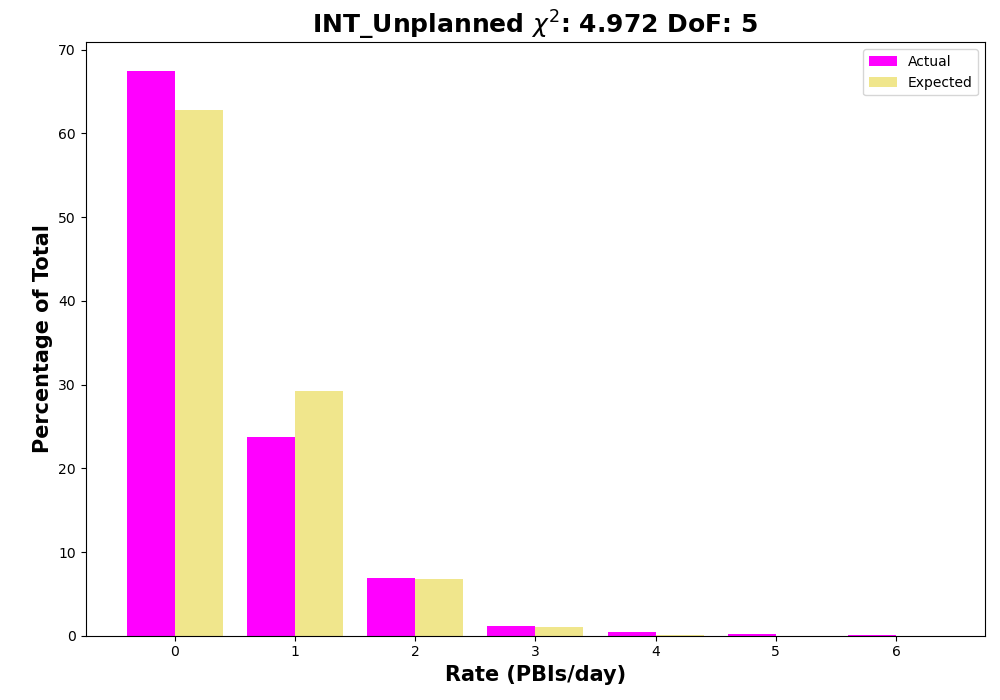 INT_Unplanned χ²: 4.972 DoF: 5
Actual
Expected
70
60
50
40
30
20
10
0
Percentage of Total
0 1 2 3 4 5 6
Rate (PBIs/day)